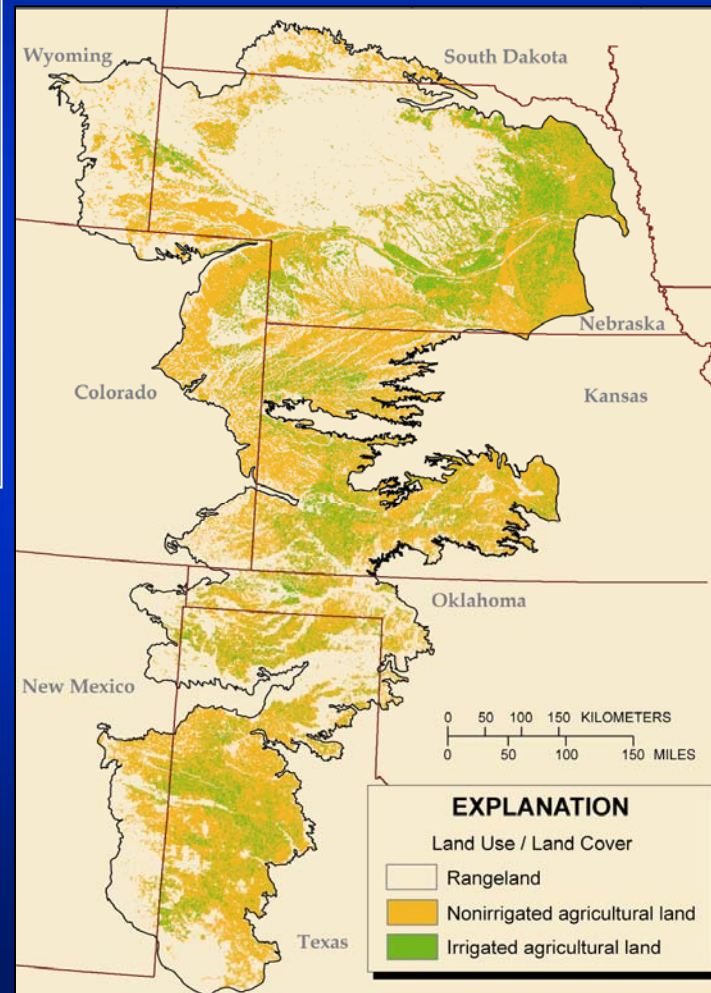 Wyoming
South Dakota
Nebraska
Colorado
Kansas
Oklahoma
New Mexico
0 50 100 150 KILOMETERS
0 50 100 150 MILES
EXPLANATION
Land Use / Land Cover
Rangeland
Nonirrigated agricultural land
Irrigated agricultural land
Texas